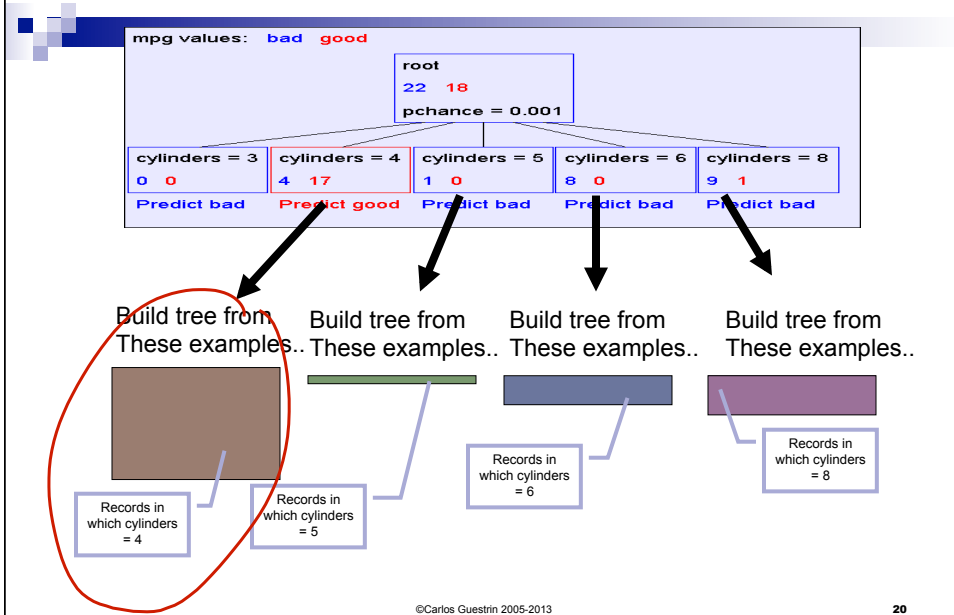 mpg values: bad good
root
22 18
pchance = 0.001
cylinders = 3 cylinders = 4 cylinders = 5 cylinders = 6 cylinders = 8
0 0 4 17 1 0 8 0 9 1
Predict bad Predict good Predict bad Predict bad Predict bad
Build tree from
These examples..
Build tree from
These examples..
Build tree from
These examples..
Build tree from
These examples..
Records in
which cylinders
= 4
Records in
which cylinders
= 5
Records in
which cylinders
= 6
Records in
which cylinders
= 8
©Carlos Guestrin 2005-2013
20